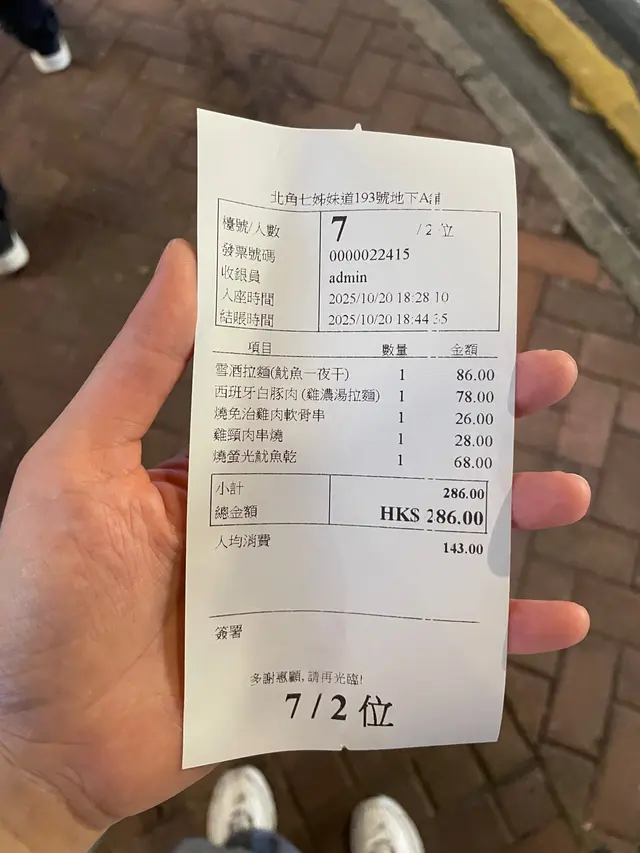 北角七姊妹道193號地下A舖
檯號/人數 7 / 2 位
發票號碼 0000022415
收銀員 admin
入座時間 2025/10/20 18:28:10
結賬時間 2025/10/20 18:44:35
項目 數量 金額
雪酒拉麵(魷魚一夜干) 1 86.00
西班牙白豚肉 (雞濃湯拉麵) 1 78.00
燒免治雞肉軟骨串 1 26.00
雞頸肉串燒 1 28.00
燒螢光魷魚乾 1 68.00
小計 286.00
總金額 HK$ 286.00
人均消費 143.00
簽署
多謝惠顧, 請再光臨!
7 / 2 位